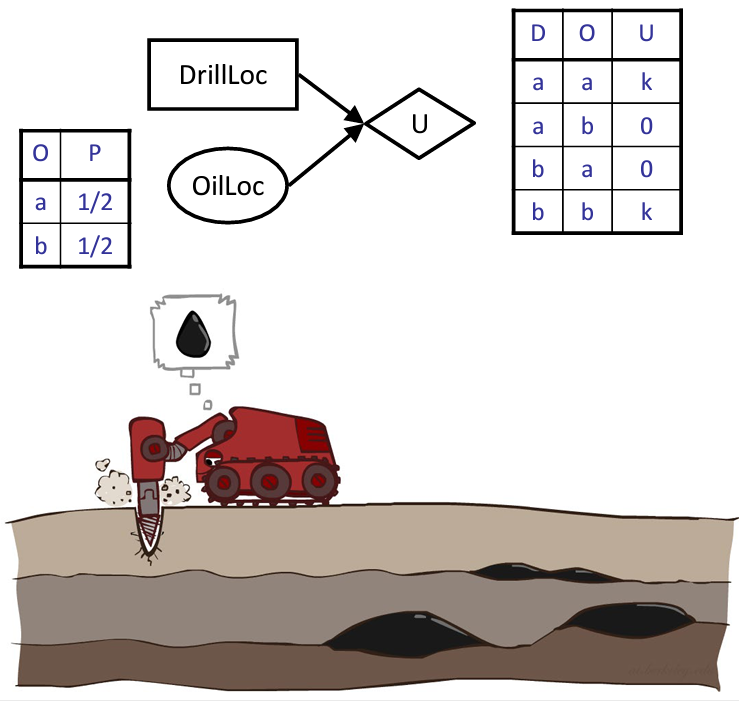 DrillLoc
OilLoc
U
O P
a 1/2
b 1/2
D O U
a a k
a b 0
b a 0
b b k